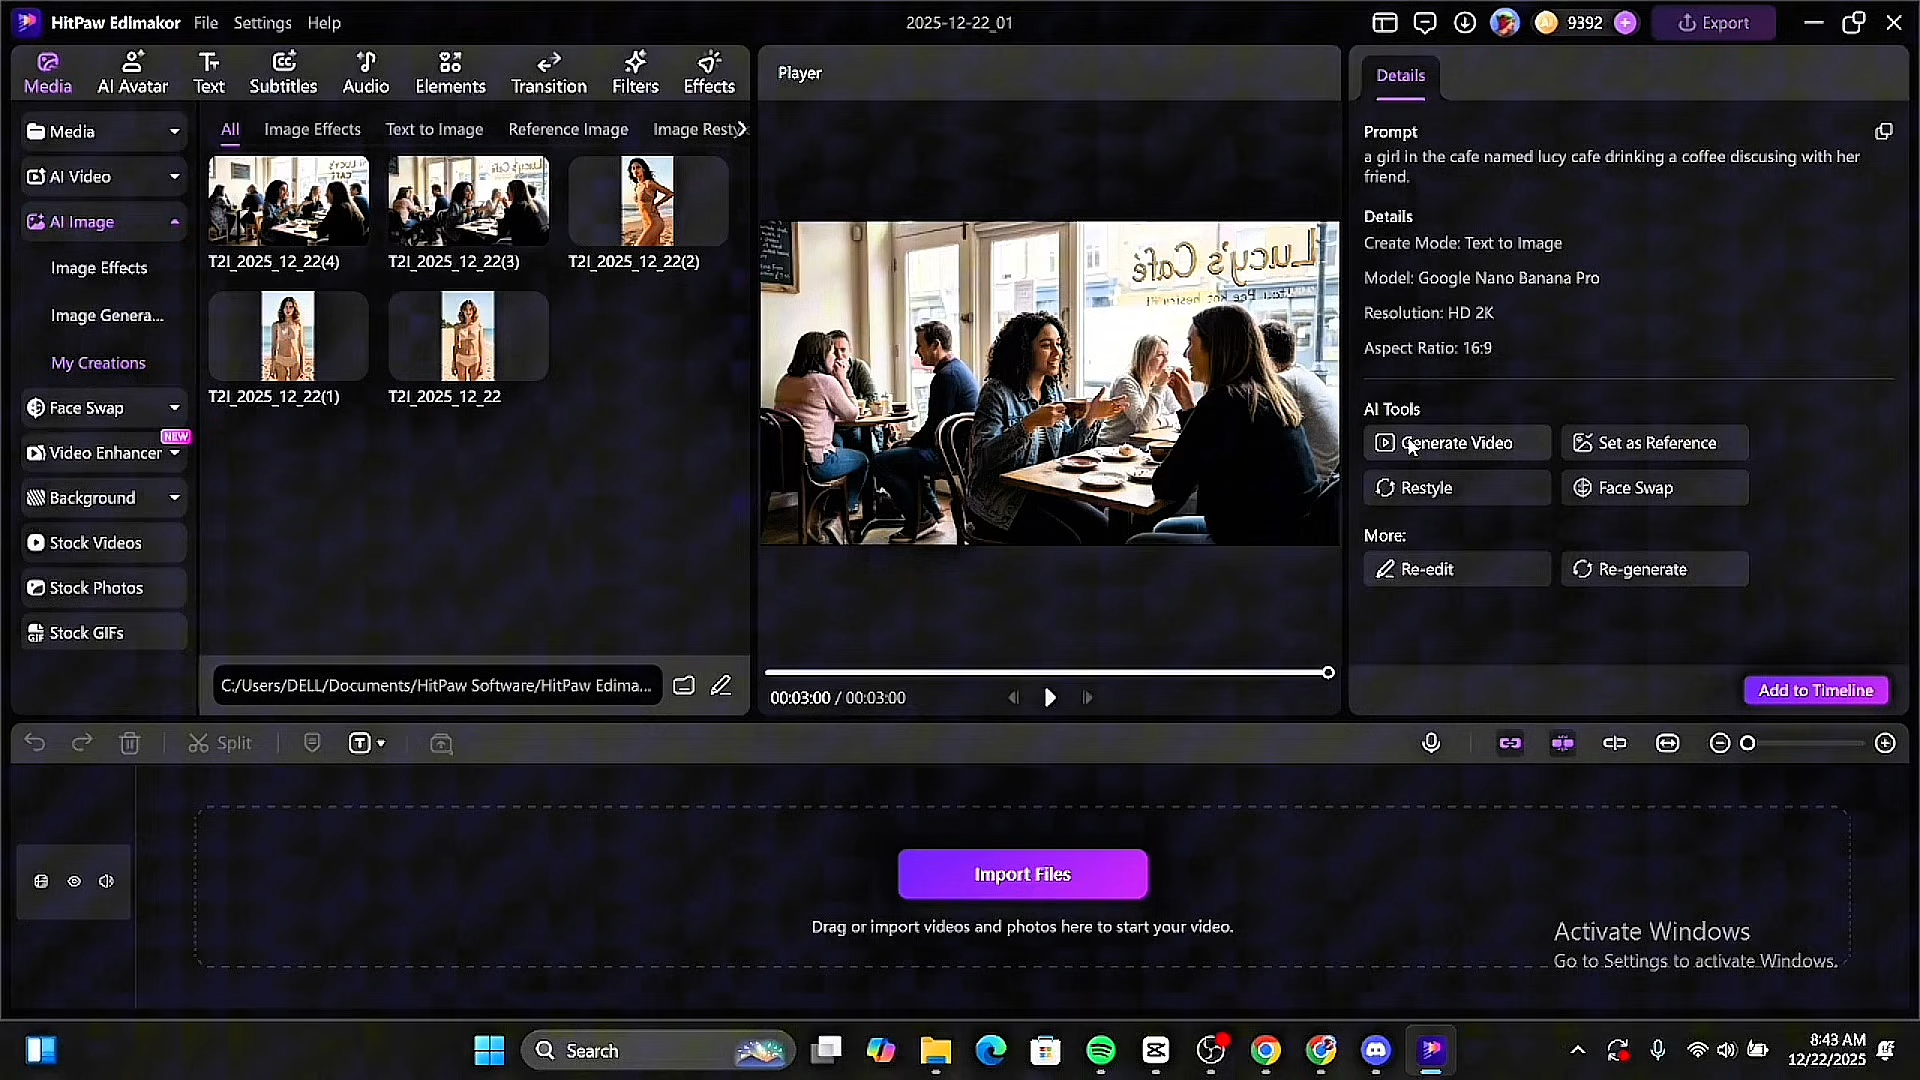 HitPaw Edimakor
File
Settings
Help
2025-12-22_01
9392
Export
Media
AI Avatar
Text
Subtitles
Audio
Elements
Transition
Filters
Effects
Media
AI Video
AI Image
Image Effects
Image Genera...
My Creations
Face Swap
NEW
Video Enhancer
Background
Stock Videos
Stock Photos
Stock GIFs
All
Image Effects
Text to Image
Reference Image
Image Resty
T2I_2025_12_22(4)
T2I_2025_12_22(3)
T2I_2025_12_22(2)
T2I_2025_12_22(1)
T2I_2025_12_22
C:/Users/DELL/Documents/HitPaw Software/HitPaw Edima...
Player
Lucy's Café
00:03:00 / 00:03:00
Details
Prompt
a girl in the cafe named lucy cafe drinking a coffee discusing with her
friend.
Details
Create Mode: Text to Image
Model: Google Nano Banana Pro
Resolution: HD 2K
Aspect Ratio: 16:9
AI Tools
Generate Video
Set as Reference
Restyle
Face Swap
More:
Re-edit
Re-generate
Add to Timeline
Split
Import Files
Drag or import videos and photos here to start your video.
Activate Windows
Go to Settings to activate Windows.
Search
8:43 AM
12/22/2025